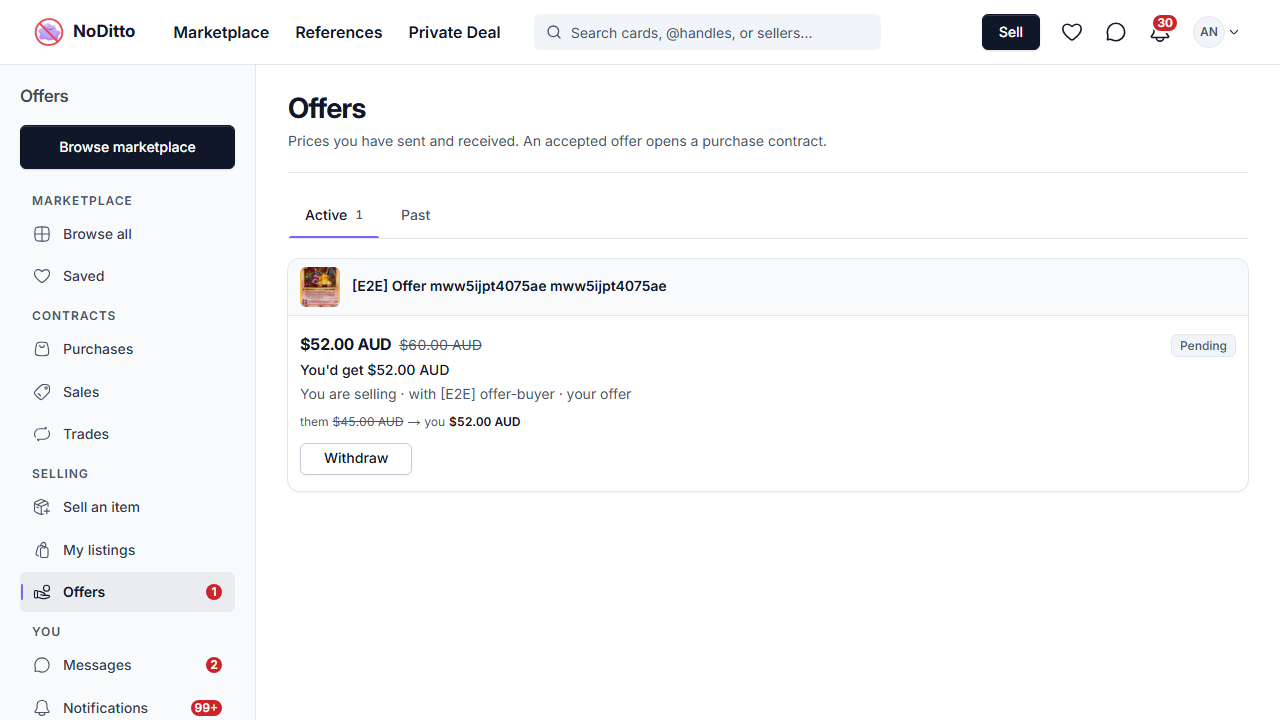 NoDitto
Marketplace
References
Private Deal
Search cards, @handles, or sellers...
Sell
30
AN
Offers
Browse marketplace
MARKETPLACE
Browse all
Saved
CONTRACTS
Purchases
Sales
Trades
SELLING
Sell an item
My listings
Offers 1
YOU
Messages 2
Notifications 99+
Offers
Prices you have sent and received. An accepted offer opens a purchase contract.
Active 1
Past
[E2E] Offer mww5ijpt4075ae mww5ijpt4075ae
$52.00 AUD $60.00 AUD
Pending
You'd get $52.00 AUD
You are selling · with [E2E] offer-buyer · your offer
them $45.00 AUD → you $52.00 AUD
Withdraw